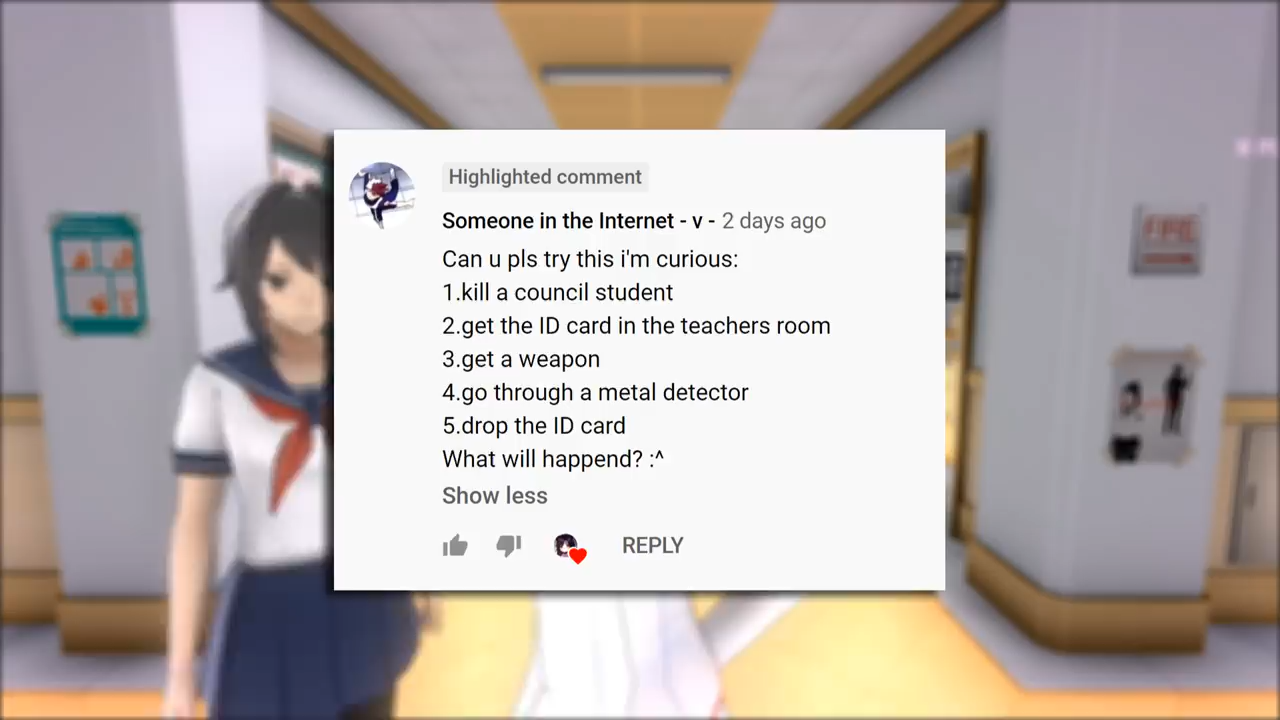 Highlighted comment
Someone in the Internet - v - 2 days ago
Can u pls try this i'm curious:
1.kill a council student
2.get the ID card in the teachers room
3.get a weapon
4.go through a metal detector
5.drop the ID card
What will happend? :^
Show less
REPLY
FIRE